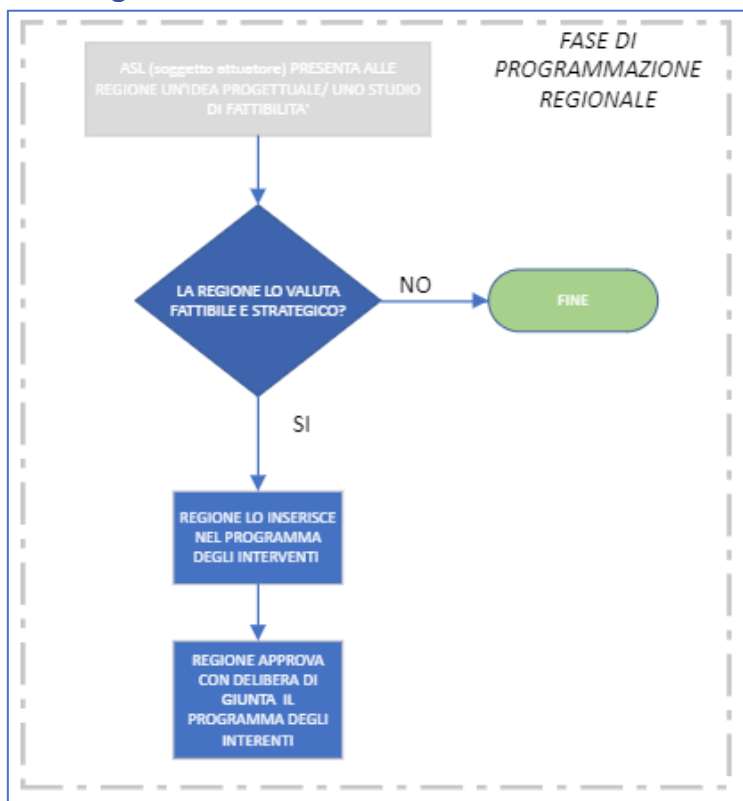 FASE DI
PROGRAMMAZIONE
REGIONALE
ASL (soggetto attuatore) PRESENTA ALLE
REGIONE UN'IDEA PROGETTUALE/ UNO STUDIO
DI FATTIBILITA'
LA REGIONE LO VALUTA
FATTIBILE E STRATEGICO?
NO
FINE
SI
REGIONE LO INSERISCE
NEL PROGRAMMA
DEGLI INTERVENTI
REGIONE APPROVA
CON DELIBERA DI
GIUNTA IL
PROGRAMMA DEGLI
INTERENTI